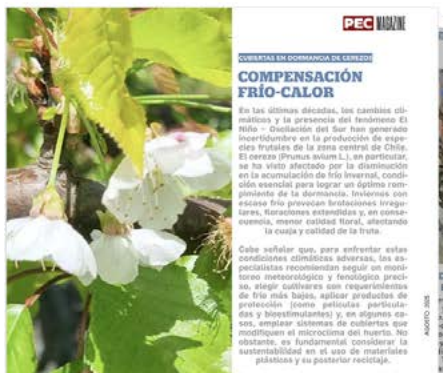 PEC MAGAZINE
CUBIERTAS EN DORMANCIA DE CEREZOS
COMPENSACIÓN
FRÍO-CALOR
En las últimas décadas, los cambios cli-
máticos y la presencia del fenómeno El
Niño – Oscilación del Sur han generado
incertidumbre en la producción de espe-
cies frutales de la zona central de Chile.
El cerezo (Prunus avium L.), en particular,
se ha visto afectado por la disminución
en la acumulación de frío invernal, condi-
ción esencial para lograr un óptimo rom-
pimiento de la dormancia. Inviernos con
escaso frío provocan brotaciones irregu-
lares, floraciones extendidas y, en conse-
cuencia, menor calidad floral, afectando
la cuaja y calidad de la fruta.
Cabe señalar que, para enfrentar estas
condiciones climáticas adversas, los es-
pecialistas recomiendan seguir un moni-
toreo meteorológico y fenológico preci-
so, elegir cultivares con requerimientos
de frío más bajos, aplicar productos de
protección (como películas particula-
das y bioestimulantes) y, en algunos ca-
sos, emplear sistemas de cubiertas que
modifiquen el microclima del huerto. No
obstante, es fundamental considerar la
sustentabilidad en el uso de materiales
plásticos y su posterior reciclaje.
AGOSTO 2025